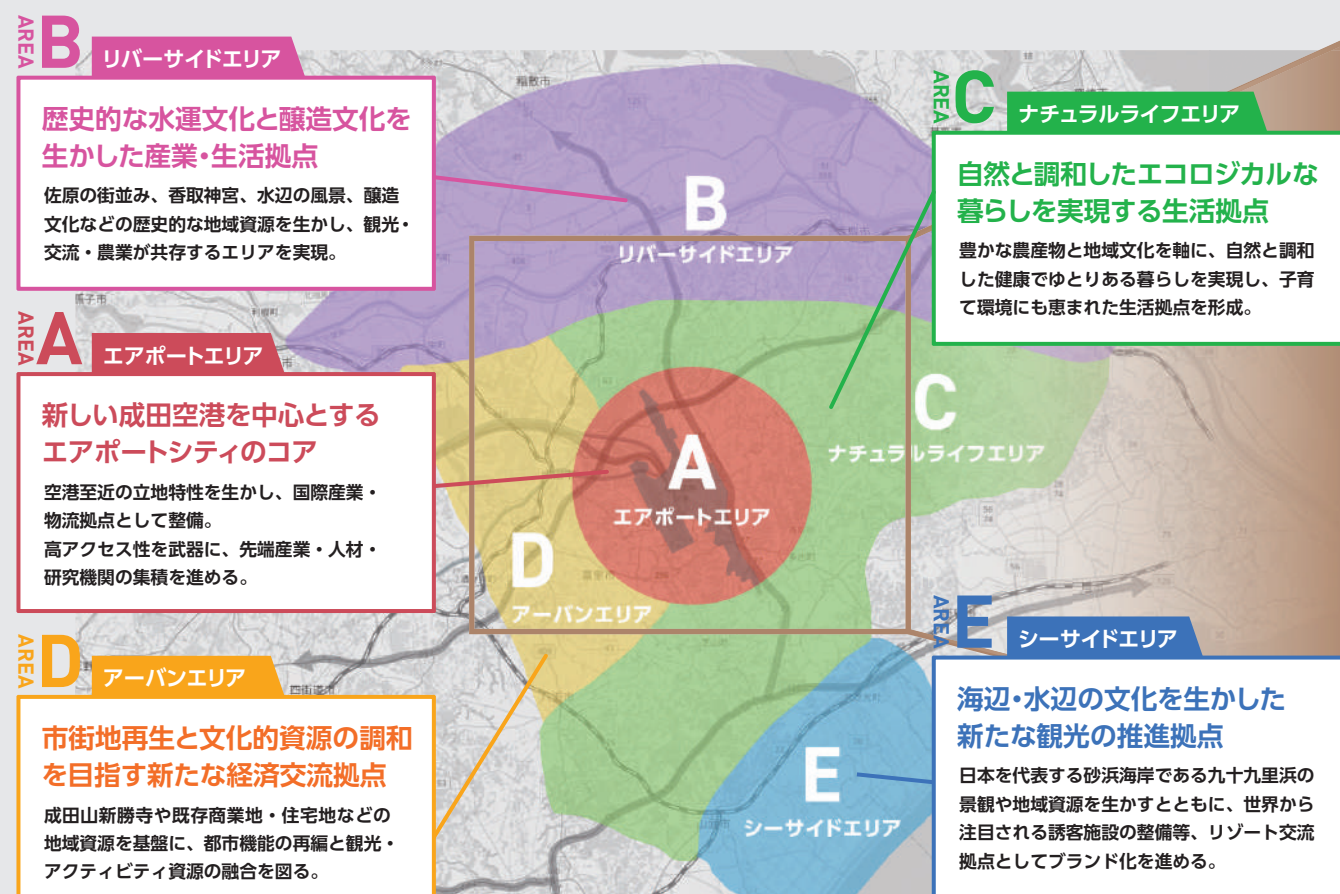 AREA B リバーサイドエリア
歴史的な水運文化と醸造文化を
生かした産業・生活拠点
佐原の街並み、香取神宮、水辺の風景、醸造
文化などの歴史的な地域資源を生かし、観光・
交流・農業が共存するエリアを実現。
AREA A エアポートエリア
新しい成田空港を中心とする
エアポートシティのコア
空港至近の立地特性を生かし、国際産業・
物流拠点として整備。
高アクセス性を武器に、先端産業・人材・
研究機関の集積を進める。
AREA D アーバンエリア
市街地再生と文化的資源の調和
を目指す新たな経済交流拠点
成田山新勝寺や既存商業地・住宅地などの
地域資源を基盤に、都市機能の再編と観光・
アクティビティ資源の融合を図る。
稲敷市
B
リバーサイドエリア
利根町
C
ナチュラルライフエリア
A
エアポートエリア
D
アーバンエリア
四街道市
E
シーサイドエリア
AREA C ナチュラルライフエリア
自然と調和したエコロジカルな
暮らしを実現する生活拠点
豊かな農産物と地域文化を軸に、自然と調和
した健康でゆとりある暮らしを実現し、子育
て環境にも恵まれた生活拠点を形成。
AREA E シーサイドエリア
海辺・水辺の文化を生かした
新たな観光の推進拠点
日本を代表する砂浜海岸である九十九里浜の
景観や地域資源を生かすとともに、世界から
注目される誘客施設の整備等、リゾート交流
拠点としてブランド化を進める。